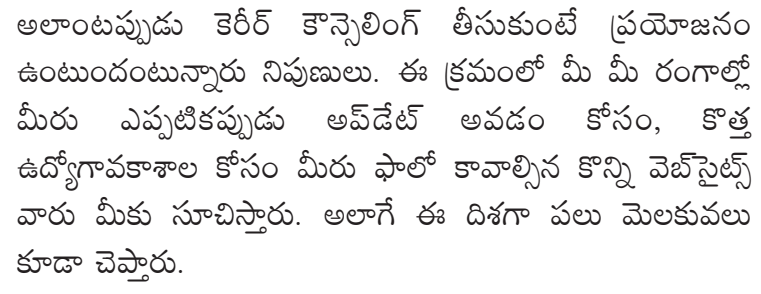 అలాంటప్పుడు కెరీర్ కౌన్సెలింగ్ తీసుకుంటే ప్రయోజనం
ఉంటుందంటున్నారు నిపుణులు. ఈ క్రమంలో మీ మీ రంగాల్లో
మీరు ఎప్పటికప్పుడు అప్‌డేట్ అవడం కోసం, కొత్త
ఉద్యోగావకాశాల కోసం మీరు ఫాలో కావాల్సిన కొన్ని వెబ్‌సైట్స్
వారు మీకు సూచిస్తారు. అలాగే ఈ దిశగా పలు మెలకువలు
కూడా చెప్తారు.